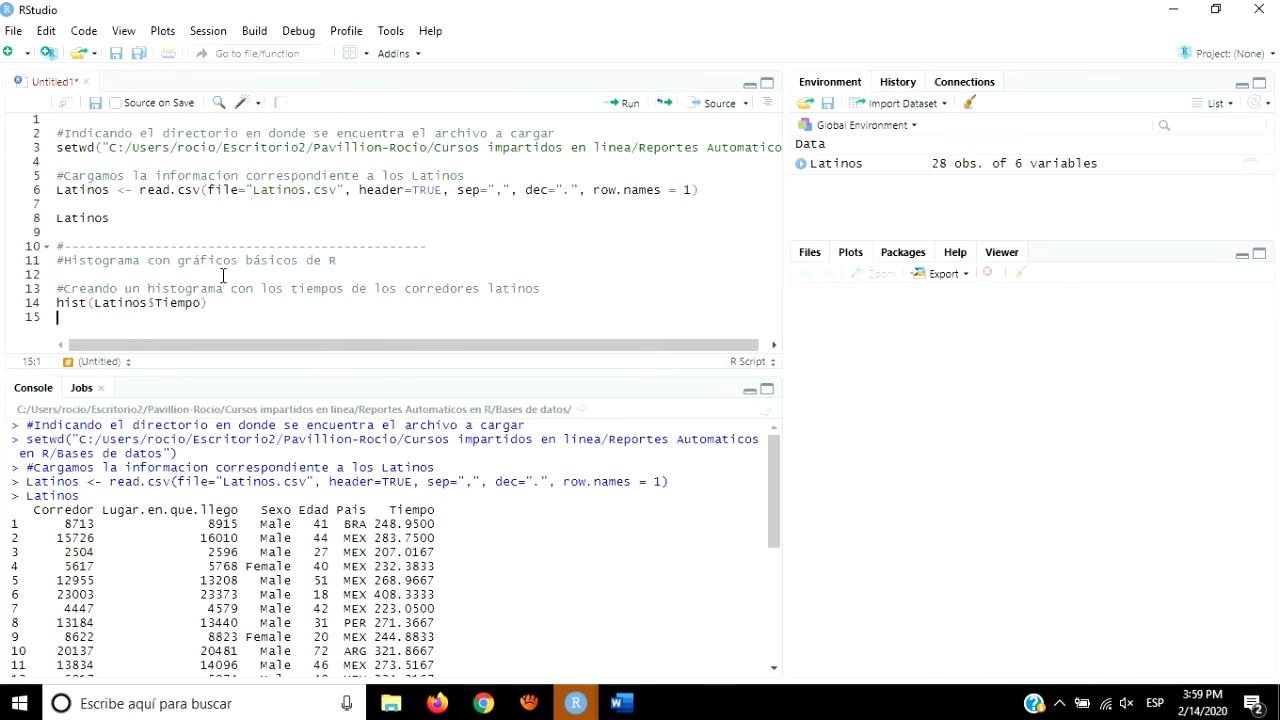 RStudio
File Edit Code View Plots Session Build Debug Profile Tools Help
Go to file/function Addins Project: (None)
Untitled1*
Source on Save Run Source
1
2 #Indicando el directorio en donde se encuentra el archivo a cargar
3 setwd("C:/Users/rocio/Escritorio2/Pavillion-Rocio/Cursos impartidos en linea/Reportes Automatico
4
5 #Cargamos la informacion correspondiente a los Latinos
6 Latinos <- read.csv(file="Latinos.csv", header=TRUE, sep=",", dec=".", row.names = 1)
7
8 Latinos
9
10 #------------------------------------------------
11 #Histograma con gráficos básicos de R
12
13 #Creando un histograma con los tiempos de los corredores latinos
14 hist(Latinos$Tiempo)
15
15:1 (Untitled) R Script
Console Jobs
C:/Users/rocio/Escritorio2/Pavillion-Rocio/Cursos impartidos en linea/Reportes Automaticos en R/Bases de datos/
> #Indicando el directorio en donde se encuentra el archivo a cargar
> setwd("C:/Users/rocio/Escritorio2/Pavillion-Rocio/Cursos impartidos en linea/Reportes Automaticos
en R/Bases de datos")
> #Cargamos la informacion correspondiente a los Latinos
> Latinos <- read.csv(file="Latinos.csv", header=TRUE, sep=",", dec=".", row.names = 1)
> Latinos
Corredor Lugar.en.que.llego Sexo Edad Pais Tiempo
1 8713 8915 Male 41 BRA 248.9500
2 15726 16010 Male 44 MEX 283.7500
3 2504 2596 Male 27 MEX 207.0167
4 5617 5768 Female 40 MEX 232.3833
5 12955 13208 Male 51 MEX 268.9667
6 23003 23373 Male 18 MEX 408.3333
7 4447 4579 Male 42 MEX 223.0500
8 13184 13440 Male 31 PER 271.3667
9 8622 8823 Female 20 MEX 244.8833
10 20137 20481 Male 72 ARG 321.8667
11 13834 14096 Male 46 MEX 273.5167
Environment History Connections
Import Dataset List
Global Environment
Data
Latinos 28 obs. of 6 variables
Files Plots Packages Help Viewer
Zoom Export
Escribe aquí para buscar
ESP
3:59 PM
2/14/2020
2